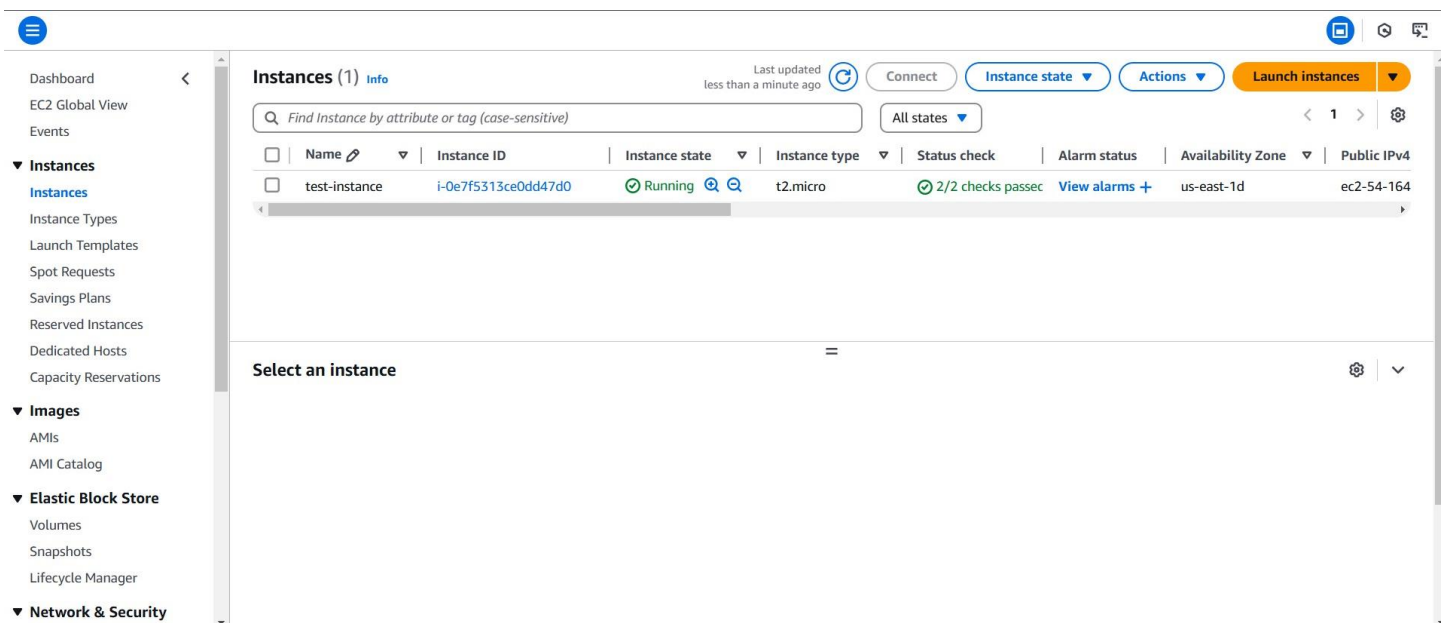 Dashboard
EC2 Global View
Events
Instances
Instances
Instance Types
Launch Templates
Spot Requests
Savings Plans
Reserved Instances
Dedicated Hosts
Capacity Reservations
Images
AMIs
AMI Catalog
Elastic Block Store
Volumes
Snapshots
Lifecycle Manager
Network & Security
Instances (1) Info
Last updated
less than a minute ago
Connect
Instance state
Actions
Launch instances
Find Instance by attribute or tag (case-sensitive)
All states
1
Name Instance ID Instance state Instance type Status check Alarm status Availability Zone Public IPv4
test-instance i-0e7f5313ce0dd47d0 Running t2.micro 2/2 checks passec View alarms + us-east-1d ec2-54-164
Select an instance